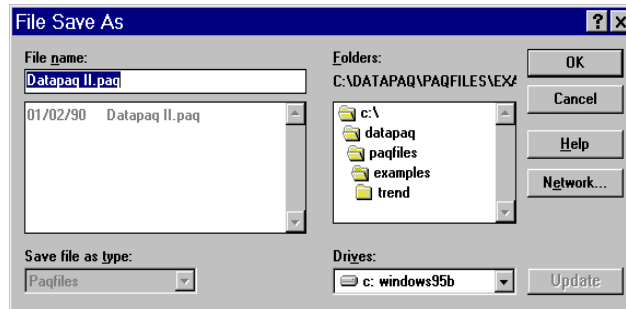 File Save As
File name:
Datapaq II.paq
01/02/90 Datapaq II.paq
Save file as type:
Paqfiles
Folders:
C:\DATAPAQ\PAQFILES\EXA
c:\
datapaq
paqfiles
examples
trend
Drives:
c: windows95b
OK
Cancel
Help
Network...
Update